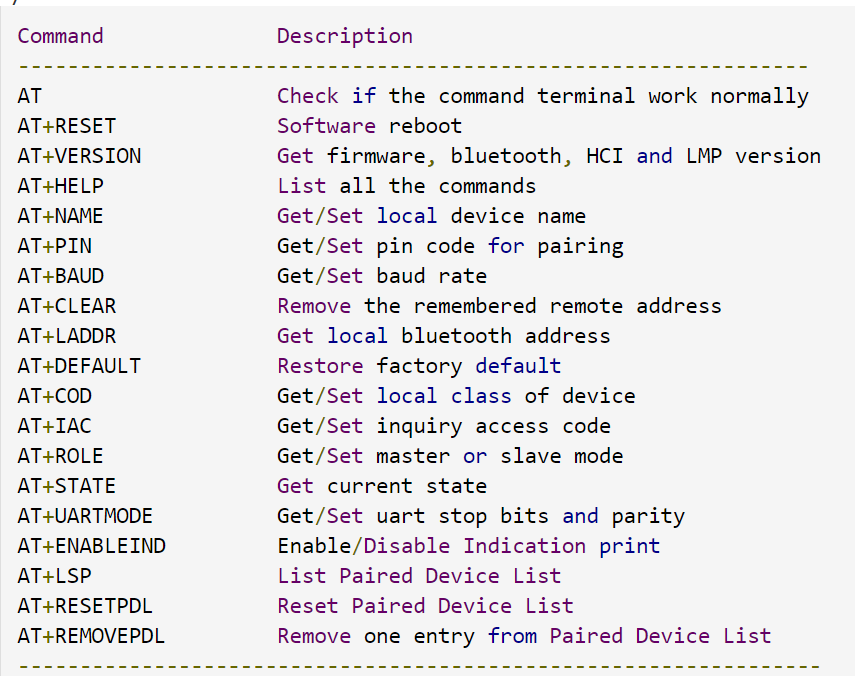 Command Description
----------------------------------------------------------------
AT Check if the command terminal work normally
AT+RESET Software reboot
AT+VERSION Get firmware, bluetooth, HCI and LMP version
AT+HELP List all the commands
AT+NAME Get/Set local device name
AT+PIN Get/Set pin code for pairing
AT+BAUD Get/Set baud rate
AT+CLEAR Remove the remembered remote address
AT+LADDR Get local bluetooth address
AT+DEFAULT Restore factory default
AT+COD Get/Set local class of device
AT+IAC Get/Set inquiry access code
AT+ROLE Get/Set master or slave mode
AT+STATE Get current state
AT+UARTMODE Get/Set uart stop bits and parity
AT+ENABLEIND Enable/Disable Indication print
AT+LSP List Paired Device List
AT+RESETPDL Reset Paired Device List
AT+REMOVEPDL Remove one entry from Paired Device List
-----------------------------------------------------------------